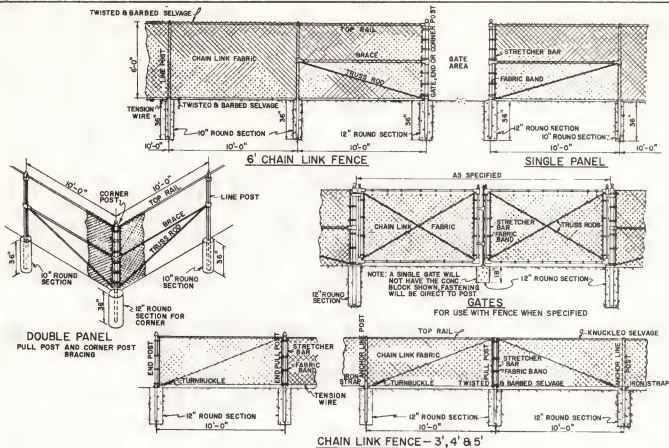 TWISTED & BARBED SELVAGE
TOP RAIL
GATE, END OR CORNER POST
GATE
AREA
STRETCHER BAR
6'-0"
LINE POST
CHAIN LINK FABRIC
BRACE
TRUSS ROD
FABRIC BAND
TENSION
WIRE
TWISTED & BARBED SELVAGE
36"
36"
36"
36"
36"
10" ROUND SECTION
12" ROUND SECTION
12" ROUND SECTION
10" ROUND SECTION
10'-0"
10'-0"
10'-0"
10'-0"
10'-0"
6' CHAIN LINK FENCE
SINGLE PANEL
10'-0"
10'-0"
CORNER
POST
TOP RAIL
LINE POST
BRACE
TRUSS ROD
36"
36"
10" ROUND
SECTION
10" ROUND
SECTION
36"
12" ROUND
SECTION FOR
CORNER
DOUBLE PANEL
PULL POST AND CORNER POST
BRACING
AS SPECIFIED
CHAIN LINK
FABRIC
STRETCHER
BAR
FABRIC
BAND
TRUSS RODS
NOTE: A SINGLE GATE WILL
NOT HAVE THE CONC.
BLOCK SHOWN, FASTENING
WILL BE DIRECT TO POST.
18"
12" ROUND
SECTION
12" ROUND
SECTION
GATES
FOR USE WITH FENCE WHEN SPECIFIED
END POST
TURNBUCKLE
END PULL POST
STRETCHER
BAR
FABRIC
BAND
TENSION
WIRE
12" ROUND SECTION
10'-0"
TOP RAIL
KNUCKLED SELVAGE
IRON
STRAP
ANCHOR LINE
POST
CHAIN LINK FABRIC
TURNBUCKLE
PULL POST
STRETCHER
BAR
FABRIC
BAND
TWISTED & BARBED SELVAGE
ANCHOR LINE
POST
IRON STRAP
12" ROUND SECTION
12" ROUND SECTION
10'-0"
10'-0"
CHAIN LINK FENCE - 3', 4' & 5'